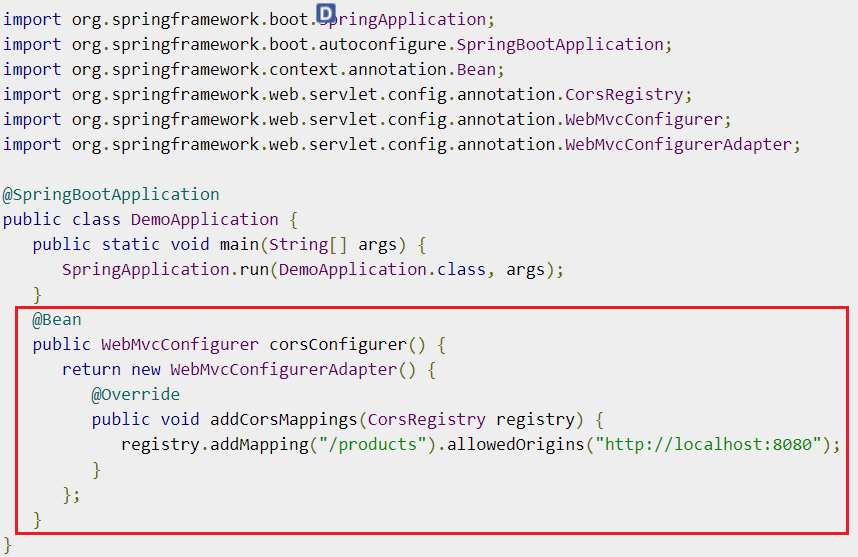 import org.springframework.boot.SpringApplication;
import org.springframework.boot.autoconfigure.SpringBootApplication;
import org.springframework.context.annotation.Bean;
import org.springframework.web.servlet.config.annotation.CorsRegistry;
import org.springframework.web.servlet.config.annotation.WebMvcConfigurer;
import org.springframework.web.servlet.config.annotation.WebMvcConfigurerAdapter;

@SpringBootApplication
public class DemoApplication {
   public static void main(String[] args) {
      SpringApplication.run(DemoApplication.class, args);
   }
   @Bean
   public WebMvcConfigurer corsConfigurer() {
      return new WebMvcConfigurerAdapter() {
         @Override
         public void addCorsMappings(CorsRegistry registry) {
            registry.addMapping("/products").allowedOrigins("http://localhost:8080");
         }
      };
   }
}